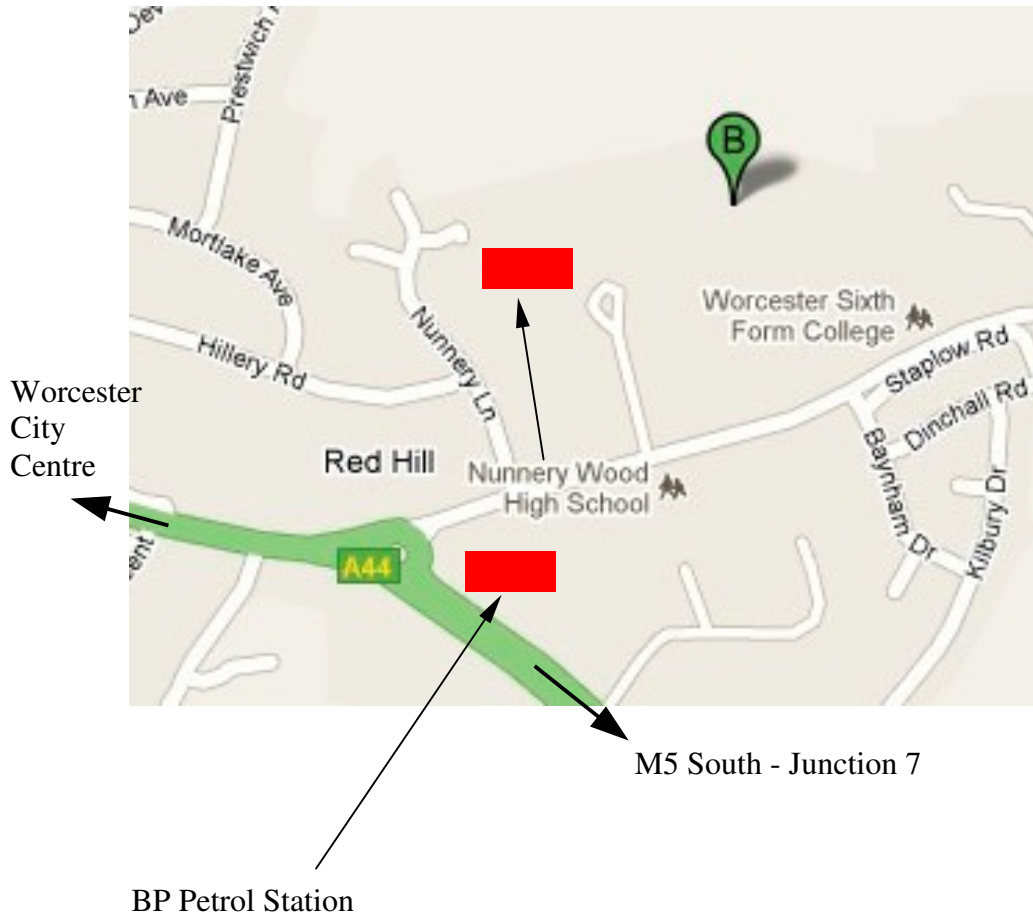 Prestwich
n Ave
B
Mortlake Ave
Hillery Rd
Nunnery Ln
Worcester Sixth
Form College
Staplow Rd
Dinchall Rd
Worcester
City
Centre
Red Hill
Nunnery Wood
High School
Baynham Dr
Kilbury Dr
A44
M5 South - Junction 7
BP Petrol Station